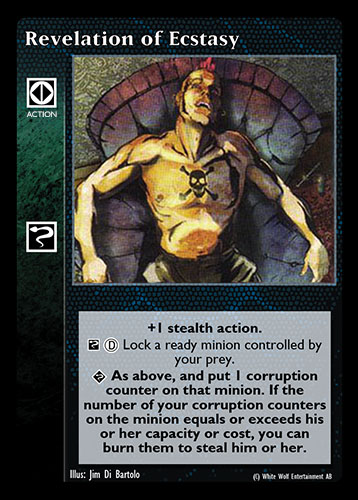 Revelation of Ecstasy
ACTION
+1 stealth action.
D Lock a ready minion controlled by
your prey.
As above, and put 1 corruption
counter on that minion. If the
number of your corruption counters
on the minion equals or exceeds his
or her capacity or cost, you can
burn them to steal him or her.
Illus: Jim Di Bartolo
(C) White Wolf Entertainment AB